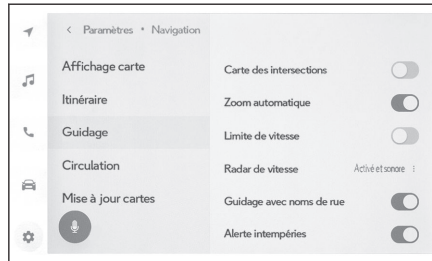 < Paramètres • Navigation
Affichage carte
Itinéraire
Guidage
Circulation
Mise à jour cartes
Carte des intersections
Zoom automatique
Limite de vitesse
Radar de vitesse Activé et sonore
Guidage avec noms de rue
Alerte intempéries